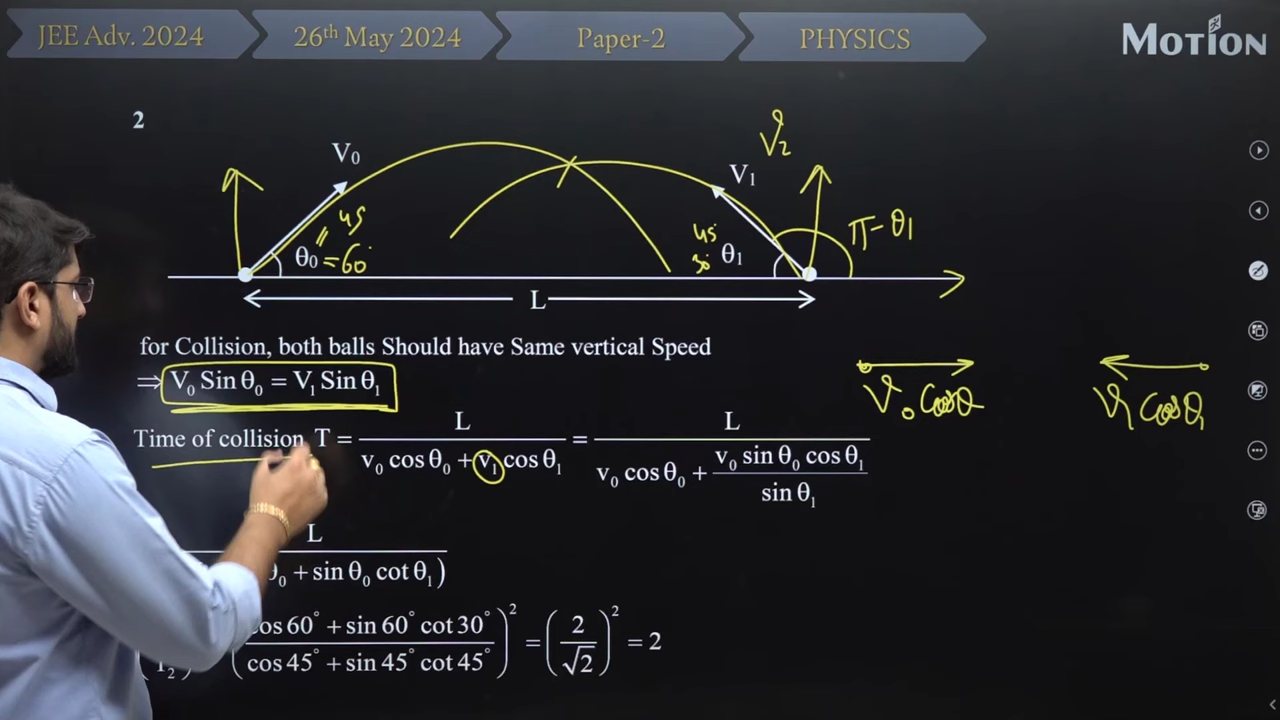 JEE Adv. 2024 26th May 2024 Paper-2 PHYSICS MOTION
2
V₀ V₁ V₂
45
θ₀ = 60°
45°
30° θ₁ π - θ₁
L
for Collision, both balls Should have Same vertical Speed
⇒ V₀ Sin θ₀ = V₁ Sin θ₁
V₀ Cosθ V₁ Cosθ₁
Time of collision T = L / (v₀ cos θ₀ + v₁ cos θ₁) = L / (v₀ cos θ₀ + (v₀ sin θ₀ cos θ₁ / sin θ₁))
L
θ₀ + sin θ₀ cot θ₁)
(cos 60° + sin 60° cot 30° / cos 45° + sin 45° cot 45°)² = (2 / √2)² = 2